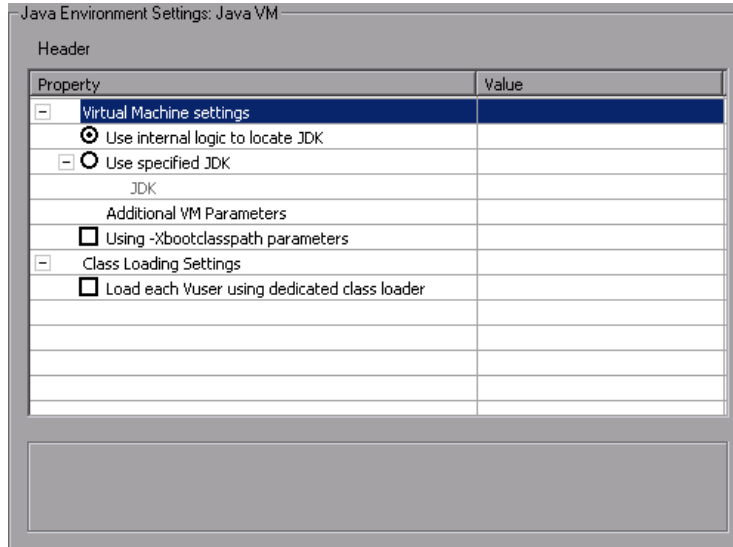 Java Environment Settings: Java VM
Header
Property Value
Virtual Machine settings
Use internal logic to locate JDK
Use specified JDK
JDK
Additional VM Parameters
Using -Xbootclasspath parameters
Class Loading Settings
Load each Vuser using dedicated class loader